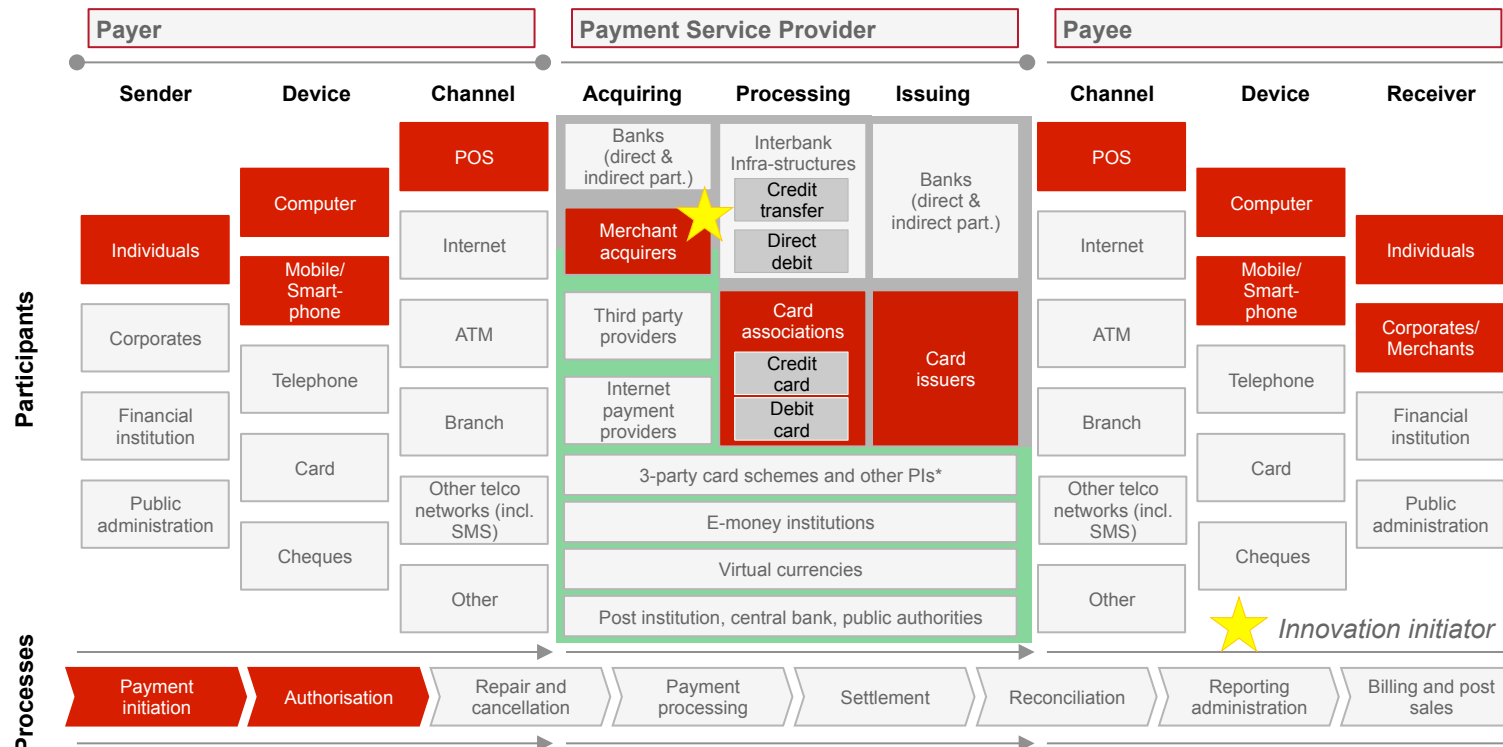 Payer
Payment Service Provider
Payee
Sender
Device
Channel
Acquiring
Processing
Issuing
Channel
Device
Receiver
Participants
Individuals
Corporates
Financial
institution
Public
administration
Computer
Mobile/
Smart-
phone
Telephone
Card
Cheques
POS
Internet
ATM
Branch
Other telco
networks (incl.
SMS)
Other
Banks
(direct &
indirect part.)
Merchant
acquirers
Third party
providers
Internet
payment
providers
Interbank
Infra-structures
Credit
transfer
Direct
debit
Card
associations
Credit
card
Debit
card
Banks
(direct &
indirect part.)
Card
issuers
3-party card schemes and other PIs*
E-money institutions
Virtual currencies
Post institution, central bank, public authorities
POS
Internet
ATM
Branch
Other telco
networks (incl.
SMS)
Other
Computer
Mobile/
Smart-
phone
Telephone
Card
Cheques
Individuals
Corporates/
Merchants
Financial
institution
Public
administration
Innovation initiator
Processes
Payment
initiation
Authorisation
Repair and
cancellation
Payment
processing
Settlement
Reconciliation
Reporting
administration
Billing and post
sales